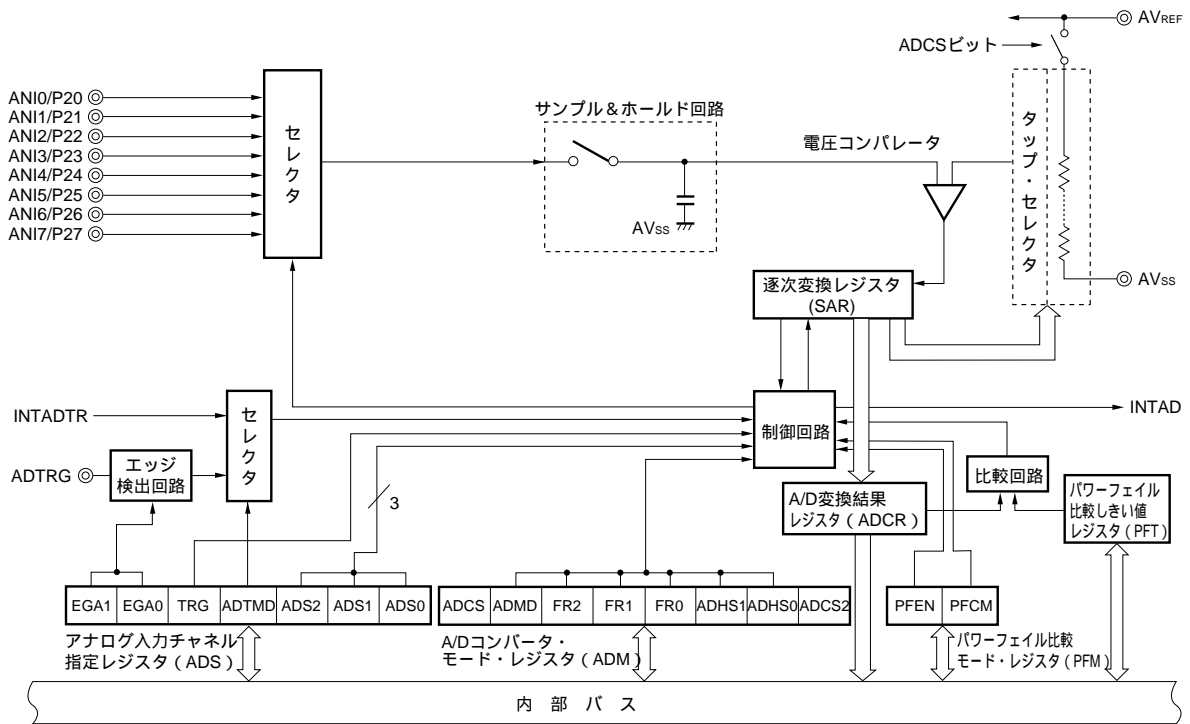 AVREF
ADCSビット
ANI0/P20
ANI1/P21
ANI2/P22
ANI3/P23
ANI4/P24
ANI5/P25
ANI6/P26
ANI7/P27
セレクタ
サンプル＆ホールド回路
AVSS
電圧コンパレータ
タップ・セレクタ
AVSS
逐次変換レジスタ
(SAR)
INTADTR
ADTRG
エッジ
検出回路
セレクタ
3
制御回路
INTAD
A/D変換結果
レジスタ（ADCR）
比較回路
パワーフェイル
比較しきい値
レジスタ（PFT）
EGA1 EGA0 TRG ADTMD ADS2 ADS1 ADS0
アナログ入力チャネル
指定レジスタ（ADS）
ADCS ADMD FR2 FR1 FR0 ADHS1 ADHS0 ADCS2
A/Dコンバータ・
モード・レジスタ（ADM）
PFEN PFCM
パワーフェイル比較
モード・レジスタ（PFM）
内部バス